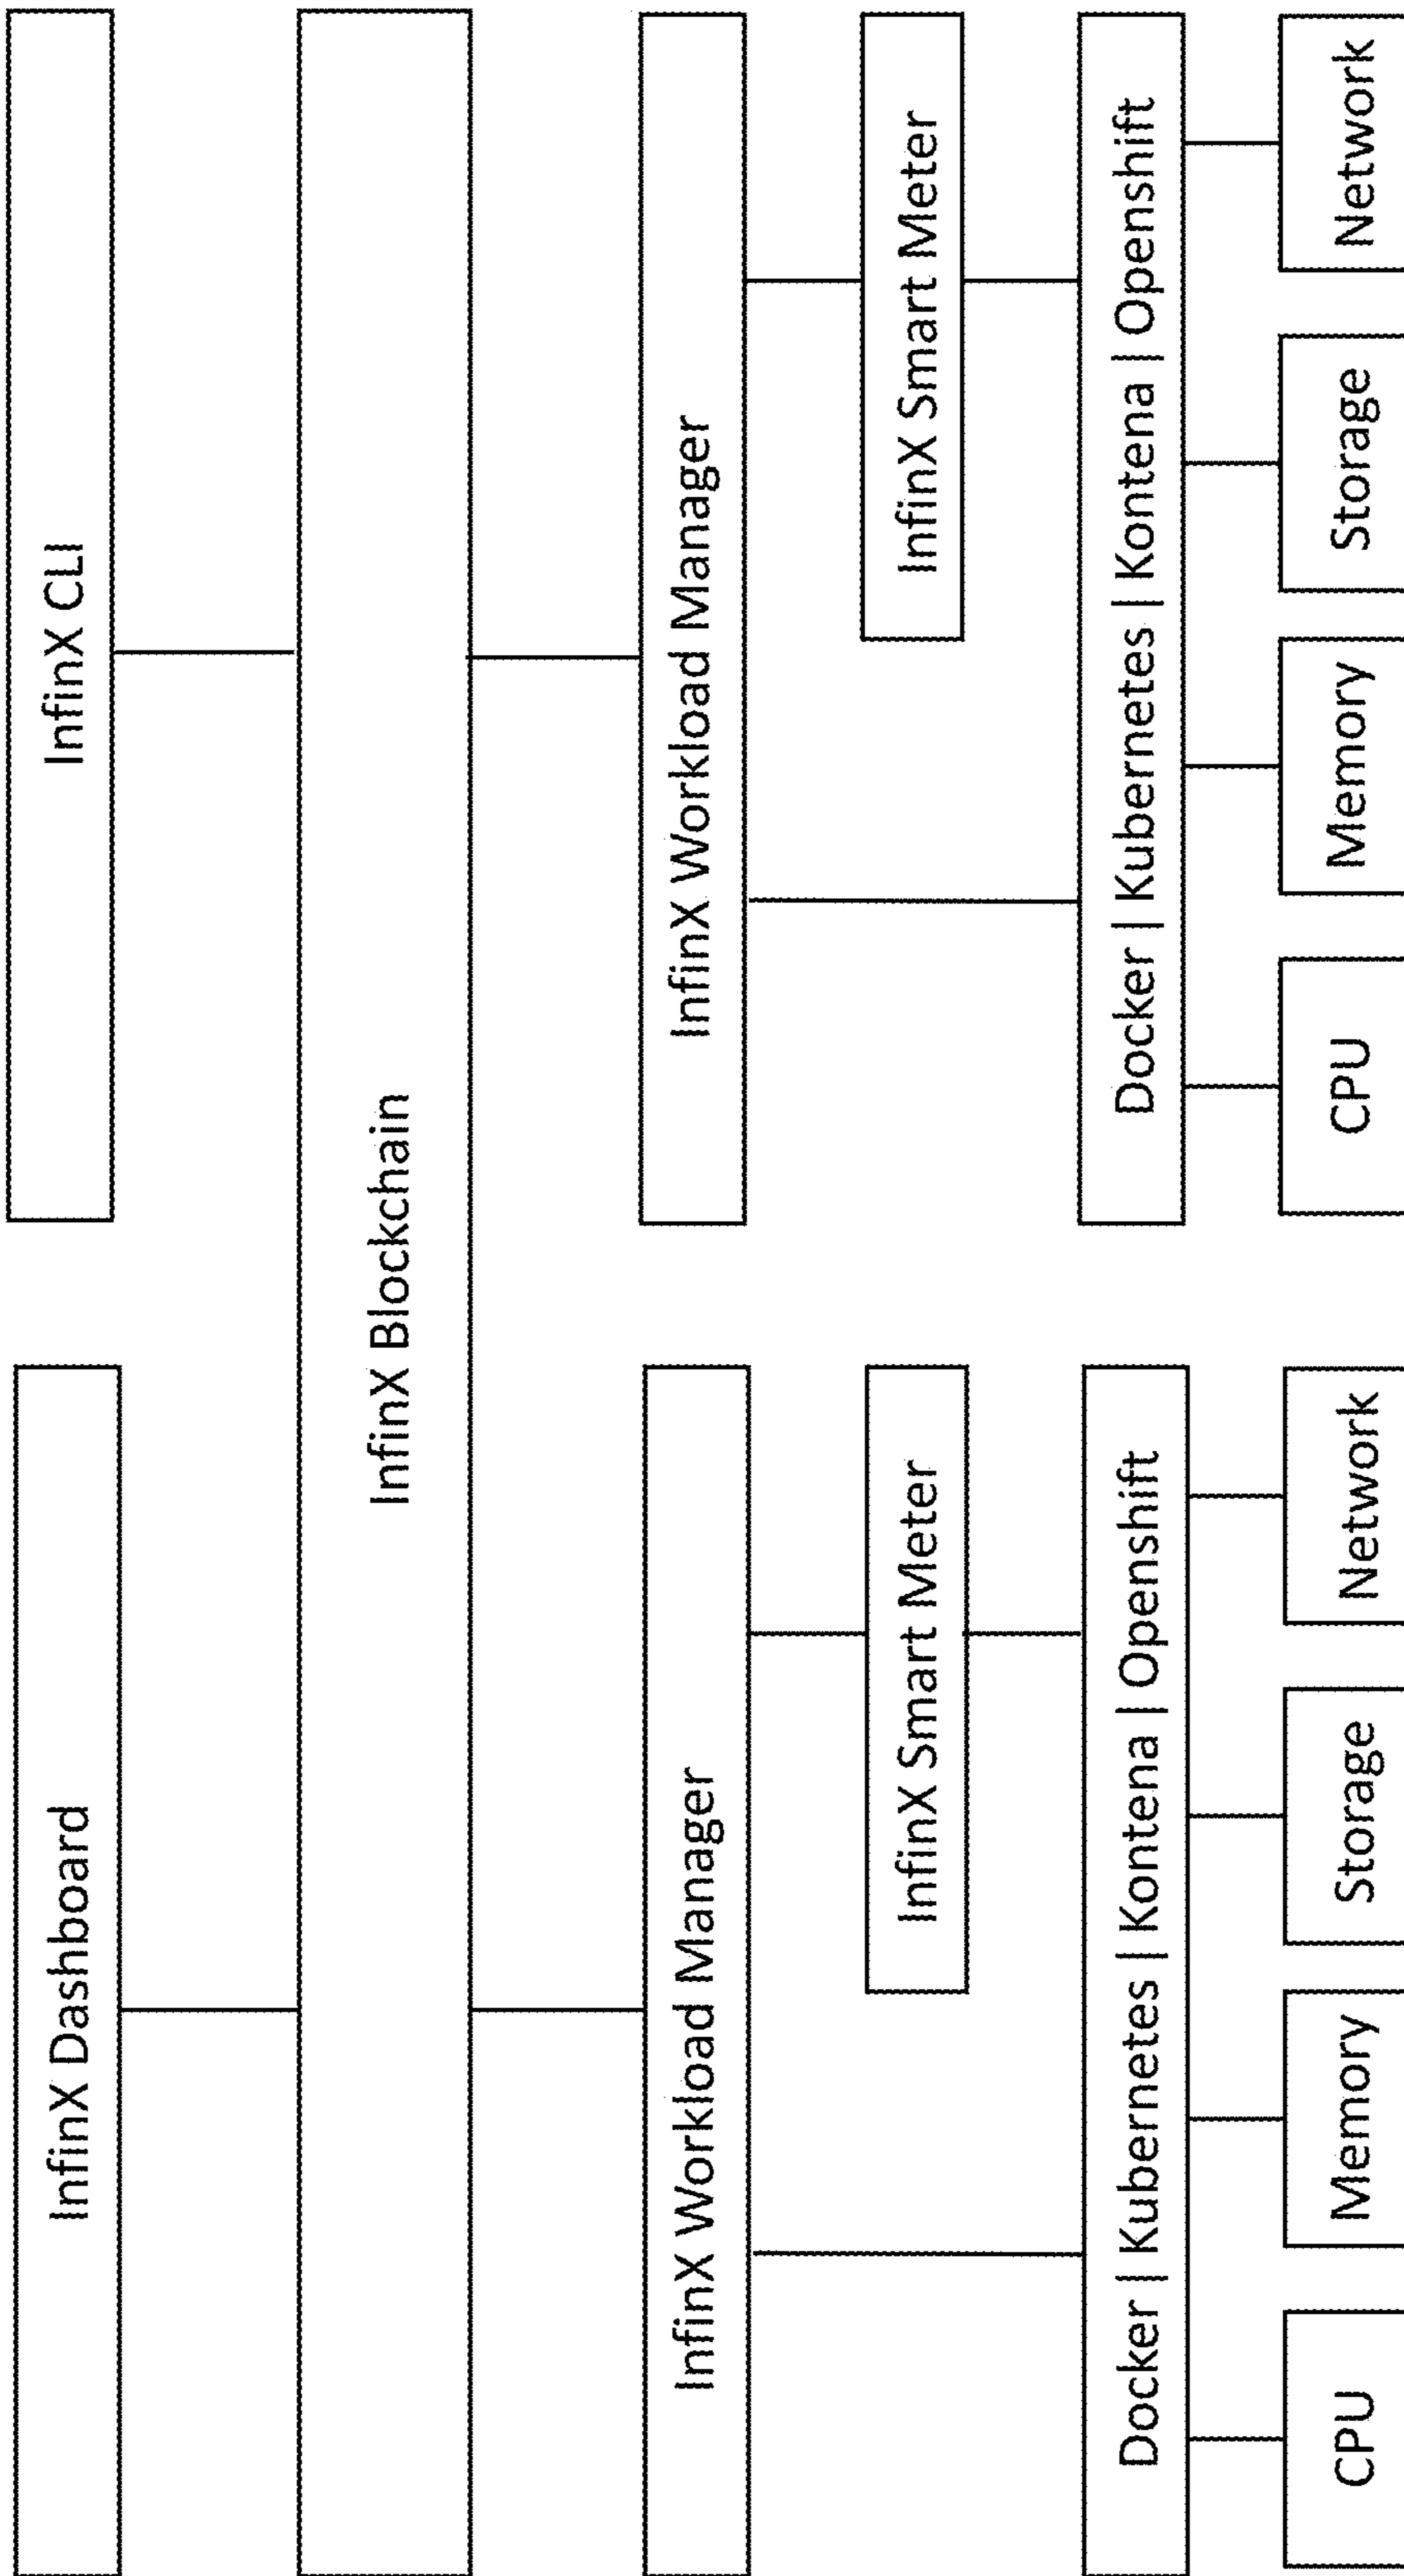 InfinX Dashboard
InfinX CLI
InfinX Blockchain
InfinX Workload Manager
InfinX Workload Manager
InfinX Smart Meter
InfinX Smart Meter
Docker | Kubernetes | Kontena | Openshift
Docker | Kubernetes | Kontena | Openshift
CPU
Memory
Storage
Network
CPU
Memory
Storage
Network